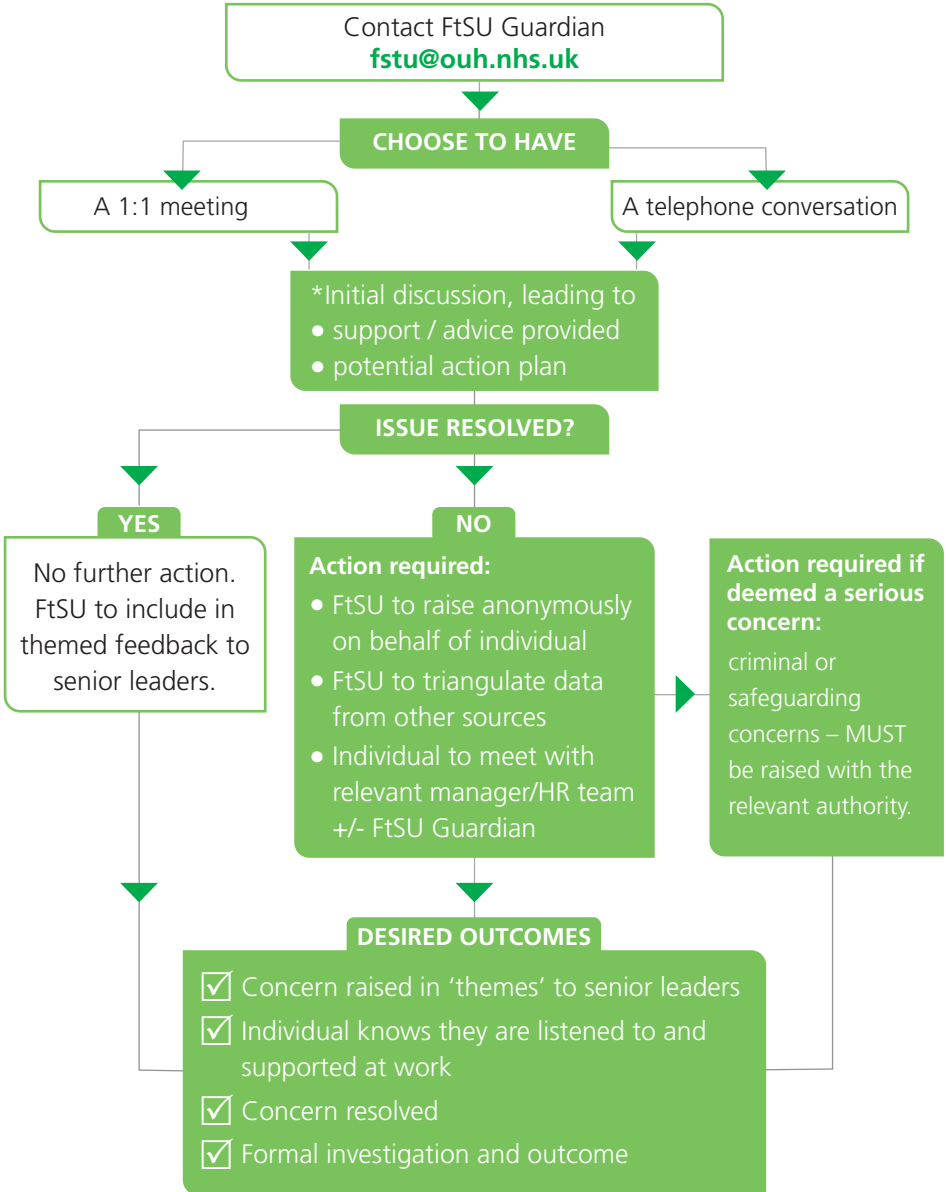 Contact FtSU Guardian
fstu@ouh.nhs.uk
CHOOSE TO HAVE
A 1:1 meeting
A telephone conversation
*Initial discussion, leading to
• support / advice provided
• potential action plan
ISSUE RESOLVED?
YES
No further action.
FtSU to include in
themed feedback to
senior leaders.
NO
Action required:
• FtSU to raise anonymously
on behalf of individual
• FtSU to triangulate data
from other sources
• Individual to meet with
relevant manager/HR team
+/- FtSU Guardian
Action required if
deemed a serious
concern:
criminal or
safeguarding
concerns – MUST
be raised with the
relevant authority.
DESIRED OUTCOMES
Concern raised in ‘themes’ to senior leaders
Individual knows they are listened to and
supported at work
Concern resolved
Formal investigation and outcome